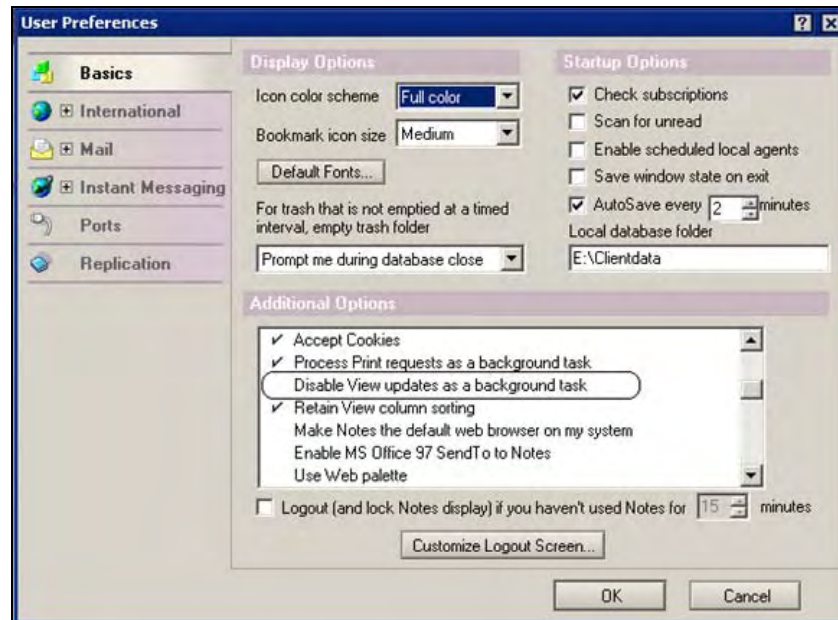 User Preferences
Basics
International
Mail
Instant Messaging
Ports
Replication
Display Options
Icon color scheme Full color
Bookmark icon size Medium
Default Fonts...
For trash that is not emptied at a timed
interval, empty trash folder
Prompt me during database close
Startup Options
Check subscriptions
Scan for unread
Enable scheduled local agents
Save window state on exit
AutoSave every 2 minutes
Local database folder
E:\Clientdata
Additional Options
Accept Cookies
Process Print requests as a background task
Disable View updates as a background task
Retain View column sorting
Make Notes the default web browser on my system
Enable MS Office 97 SendTo to Notes
Use Web palette
Logout (and lock Notes display) if you haven't used Notes for 15 minutes
Customize Logout Screen...
OK Cancel